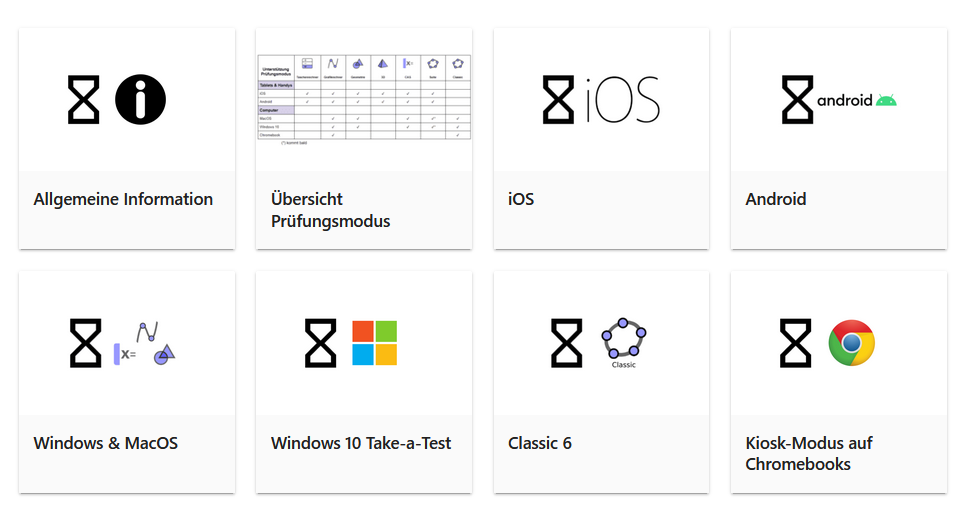 Unterstützung
Prüfungsmodus
Tablets & Handys
iOS
Android
Computer
MacOS
Windows 10
Chromebook
iOS
android
Allgemeine Information
Übersicht
Prüfungsmodus
iOS
Android
X=
Classic
Windows & MacOS
Windows 10 Take-a-Test
Classic 6
Kiosk-Modus auf
Chromebooks